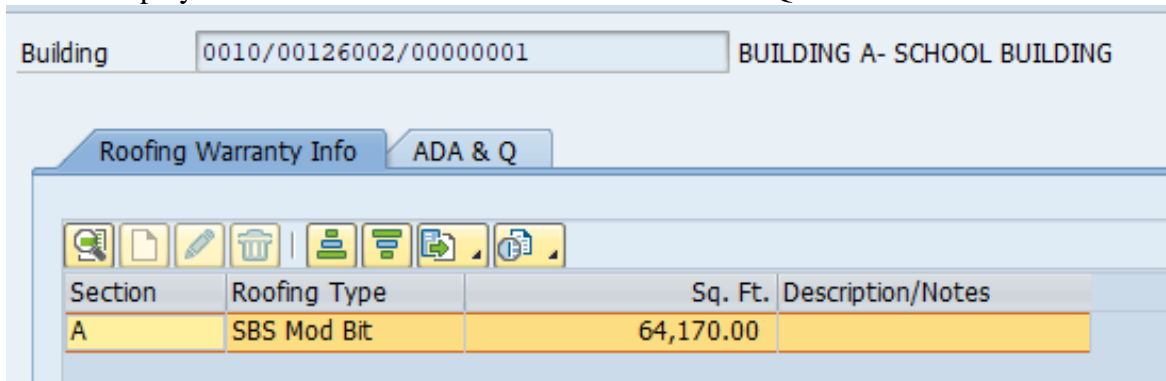 Building 0010/00126002/00000001 BUILDING A- SCHOOL BUILDING
Roofing Warranty Info ADA & Q
Section Roofing Type Sq. Ft. Description/Notes
A SBS Mod Bit 64,170.00